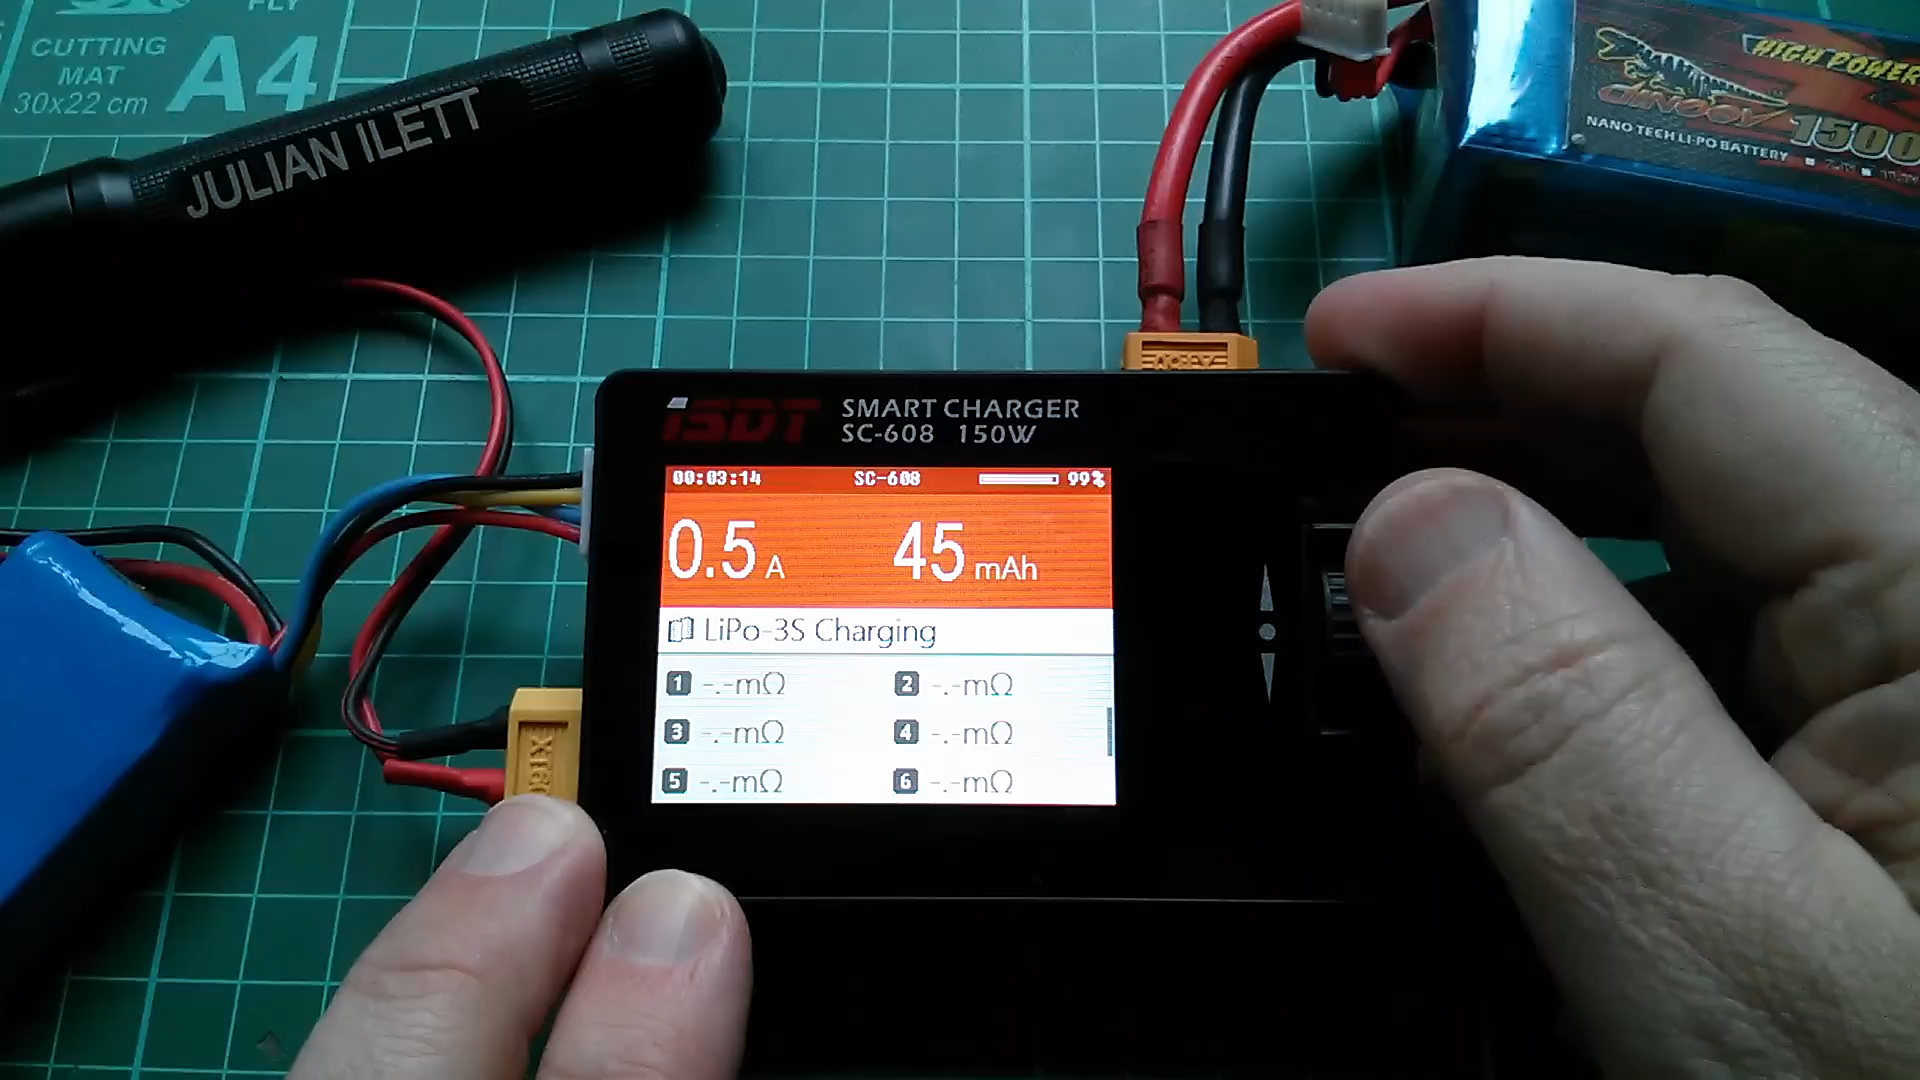 FLY
CUTTING
MAT
30x22 cm
A4
JULIAN ILETT
HIGH POWER
DINOGY
1500
NANO TECH LI-PO BATTERY
iSDT
SMART CHARGER
SC-608 150W
00:03:14 SC-608 99%
0.5 A 45 mAh
LiPo-3S Charging
1 -.-mΩ 2 -.-mΩ
3 -.-mΩ 4 -.-mΩ
5 -.-mΩ 6 -.-mΩ